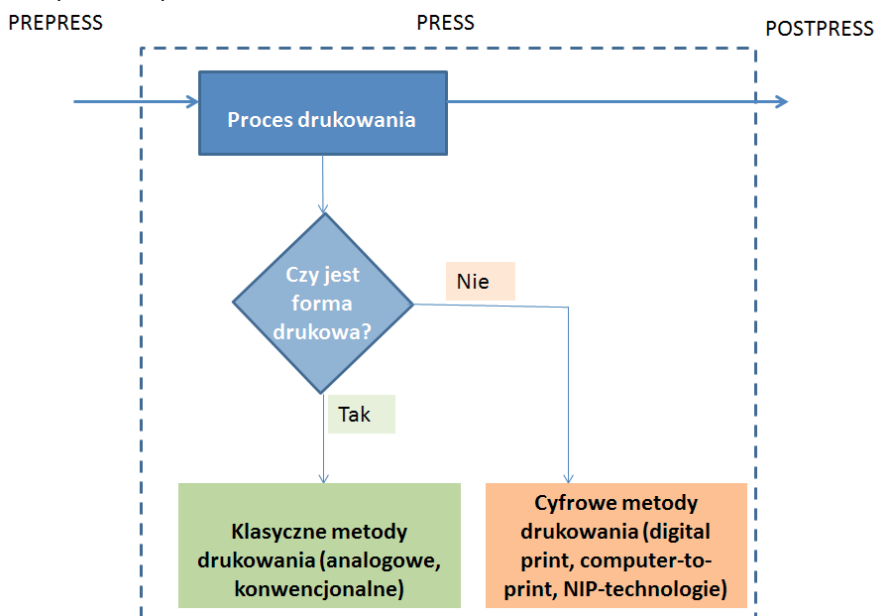 PREPRESS
PRESS
POSTPRESS
Proces drukowania
Czy jest
forma
drukowa?
Nie
Tak
Klasyczne metody
drukowania (analogowe,
konwencjonalne)
Cyfrowe metody
drukowania (digital
print, computer-to-
print, NIP-technologie)